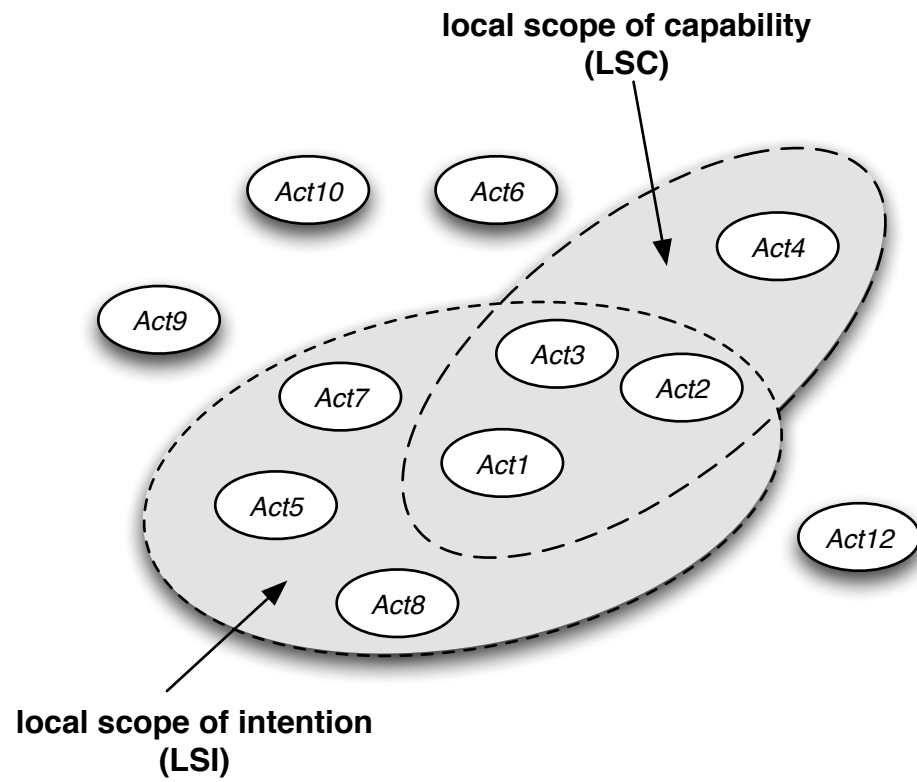 local scope of capability
(LSC)
Act10
Act6
Act4
Act9
Act3
Act2
Act7
Act1
Act5
Act12
Act8
local scope of intention
(LSI)